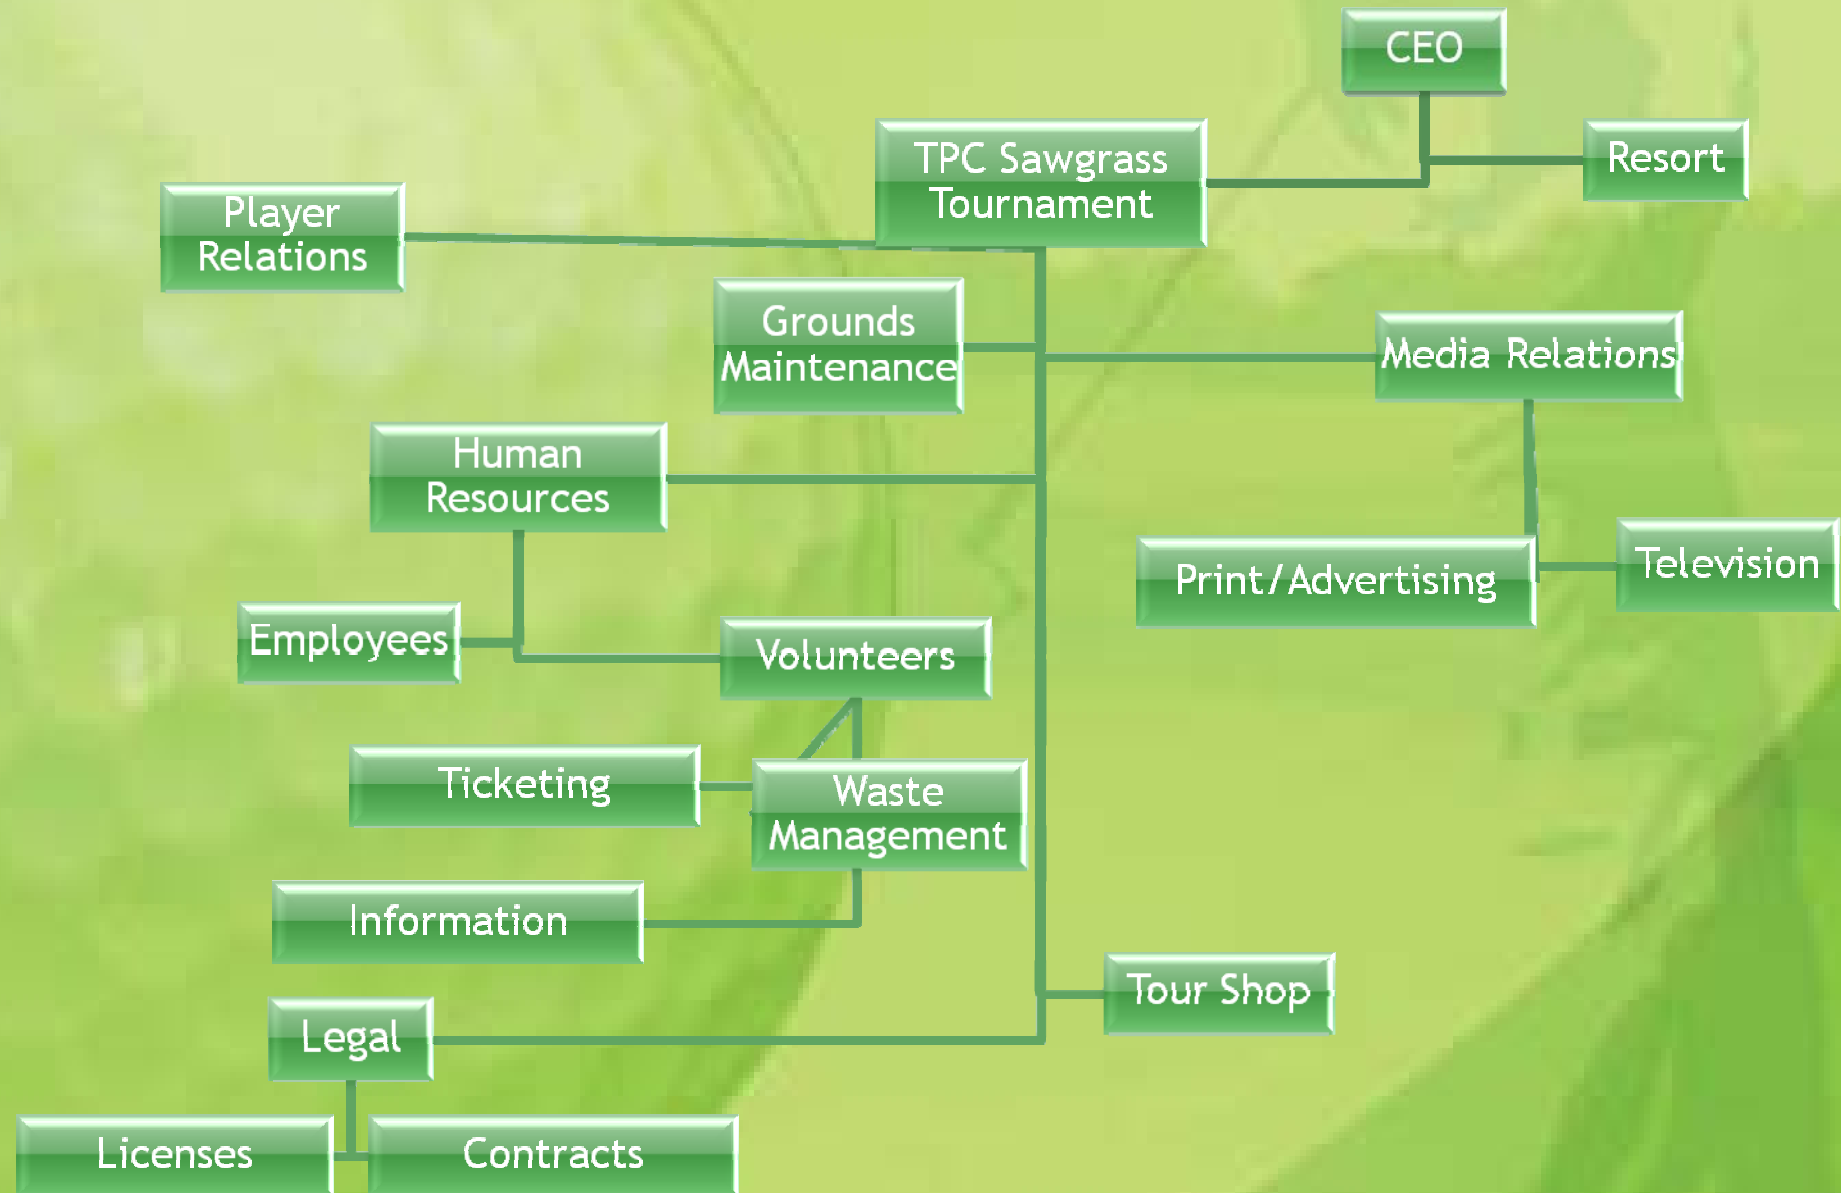 CEO
TPC Sawgrass
Tournament
Resort
Player
Relations
Grounds
Maintenance
Media Relations
Human
Resources
Print/Advertising
Television
Employees
Volunteers
Ticketing
Waste
Management
Information
Tour Shop
Legal
Licenses
Contracts